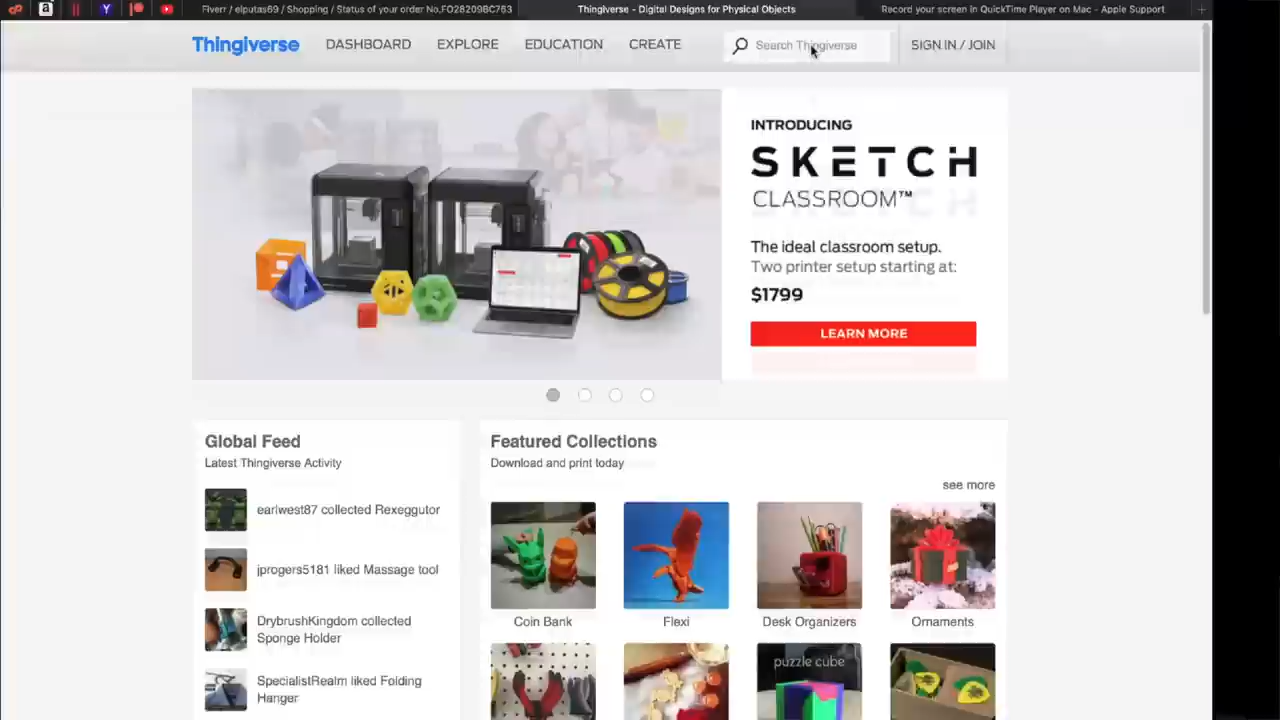 Fiverr / elputas69 / Shopping / Status of your order No.FO28209BC763
Thingiverse - Digital Designs for Physical Objects
Record your screen in QuickTime Player on Mac - Apple Support
Thingiverse
DASHBOARD
EXPLORE
EDUCATION
CREATE
Search Thingiverse
SIGN IN / JOIN
INTRODUCING
SKETCH
CLASSROOM™
The ideal classroom setup.
Two printer setup starting at:
$1799
LEARN MORE
Global Feed
Latest Thingiverse Activity
earlwest87 collected Rexeggutor
jprogers5181 liked Massage tool
DrybrushKingdom collected
Sponge Holder
SpecialistRealm liked Folding
Hanger
Featured Collections
Download and print today
see more
Coin Bank
Flexi
Desk Organizers
Ornaments
puzzle cube